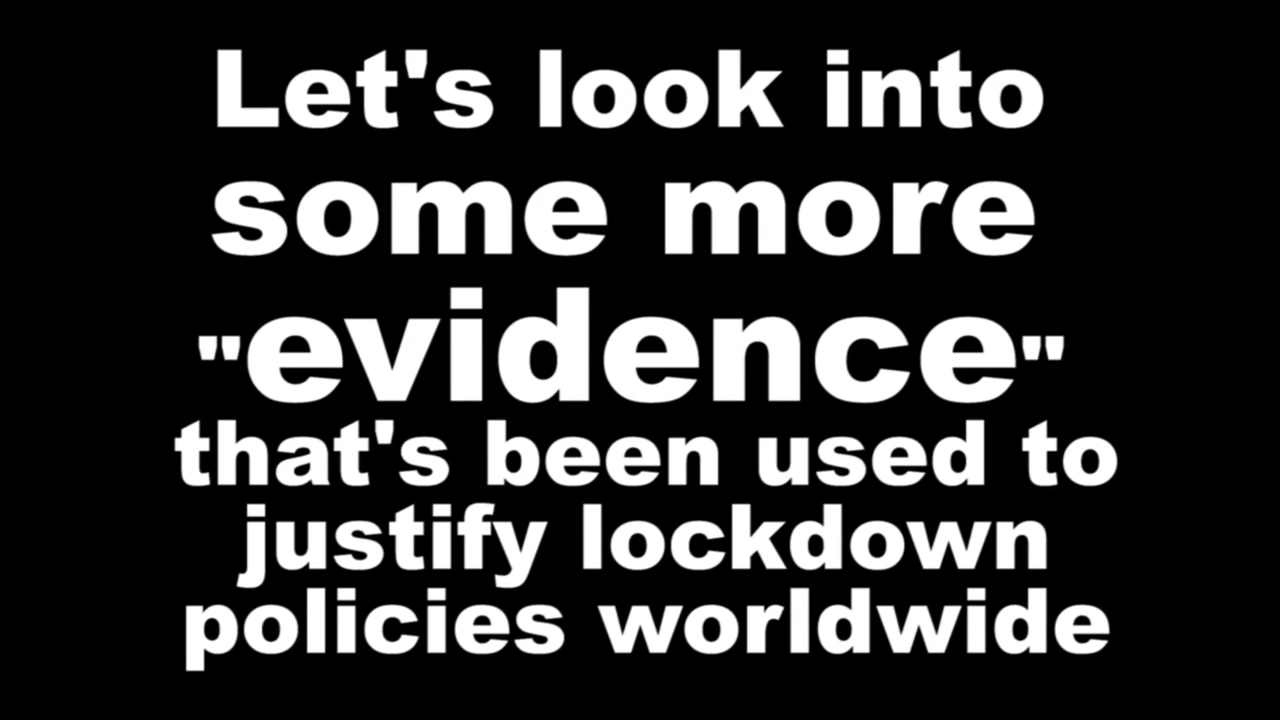 Let's look into
some more
"evidence"
that's been used to
justify lockdown
policies worldwide